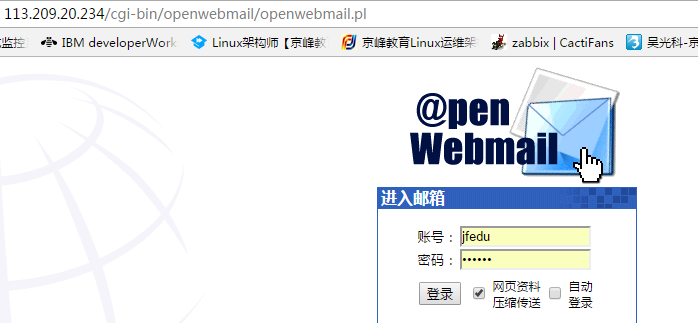 113.209.20.234/cgi-bin/openwebmail/openwebmail.pl
监控 IBM developerWork Linux架构师【京峰教 京峰教育Linux运维架 zabbix | CactiFans 吴光科-京
@pen
Webmail
进入邮箱
账号： jfedu
密码： ••••••
登录 网页资料压缩传送 自动登录